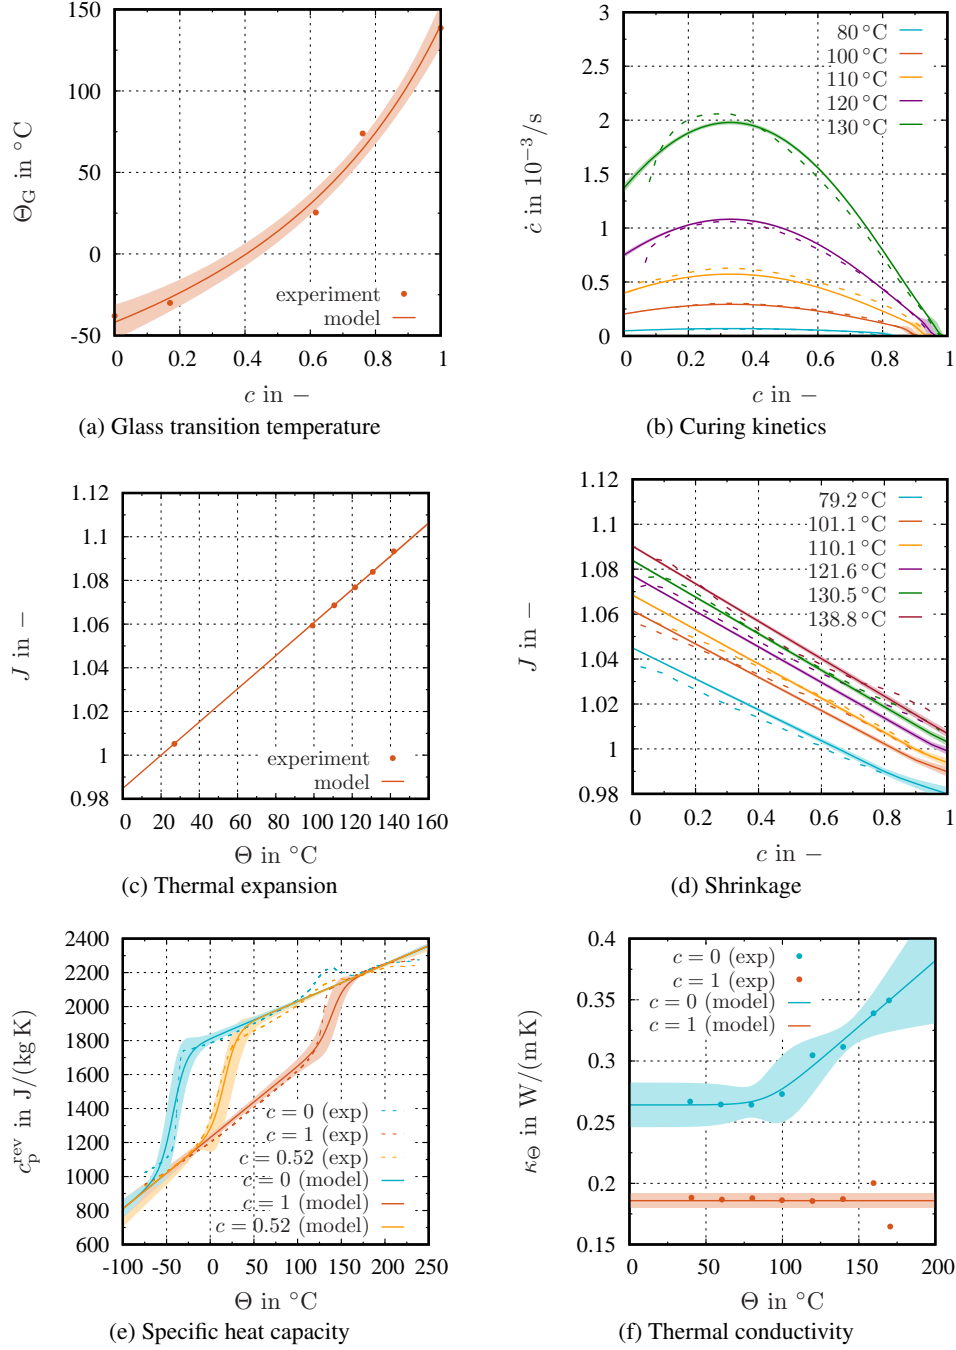 150
100
50
0
-50
Θ_G in °C
experiment
model
0 0.2 0.4 0.6 0.8 1
c in −
(a) Glass transition temperature
3
2.5
2
1.5
1
0.5
0
ċ in 10⁻³/s
80 °C
100 °C
110 °C
120 °C
130 °C
0 0.2 0.4 0.6 0.8 1
c in −
(b) Curing kinetics
1.12
1.1
1.08
1.06
1.04
1.02
1
0.98
J in −
experiment
model
0 20 40 60 80 100 120 140 160
Θ in °C
(c) Thermal expansion
1.12
1.1
1.08
1.06
1.04
1.02
1
0.98
J in −
79.2 °C
101.1 °C
110.1 °C
121.6 °C
130.5 °C
138.8 °C
0 0.2 0.4 0.6 0.8 1
c in −
(d) Shrinkage
2400
2200
2000
1800
1600
1400
1200
1000
800
600
c_p^rev in J/(kg K)
c = 0 (exp)
c = 1 (exp)
c = 0.52 (exp)
c = 0 (model)
c = 1 (model)
c = 0.52 (model)
-100 -50 0 50 100 150 200 250
Θ in °C
(e) Specific heat capacity
0.4
0.35
0.3
0.25
0.2
0.15
κ_Θ in W/(m K)
c = 0 (exp)
c = 1 (exp)
c = 0 (model)
c = 1 (model)
0 50 100 150 200
Θ in °C
(f) Thermal conductivity